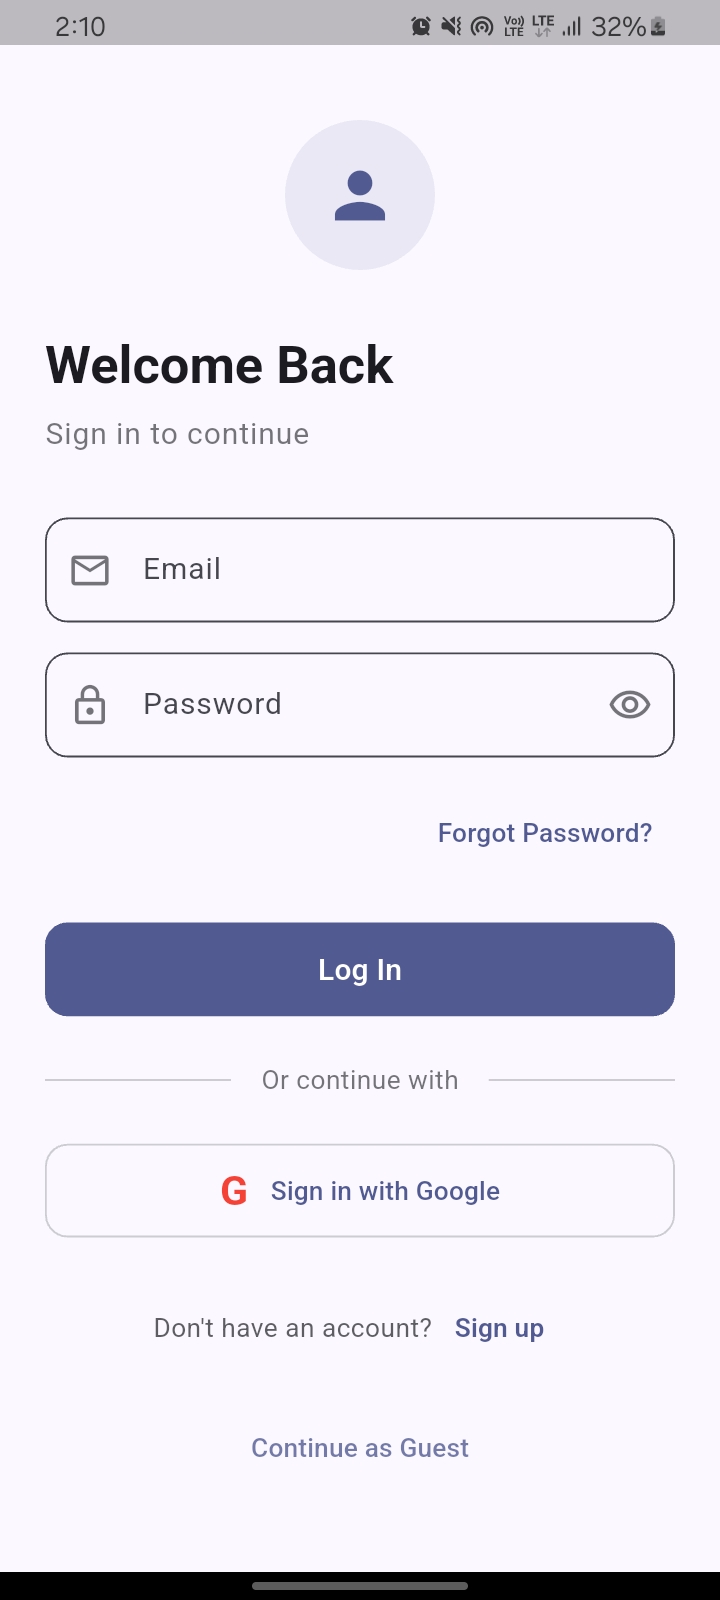 2:10
Vo)) LTE LTE 32%
Welcome Back
Sign in to continue
Email
Password
Forgot Password?
Log In
Or continue with
G Sign in with Google
Don't have an account? Sign up
Continue as Guest